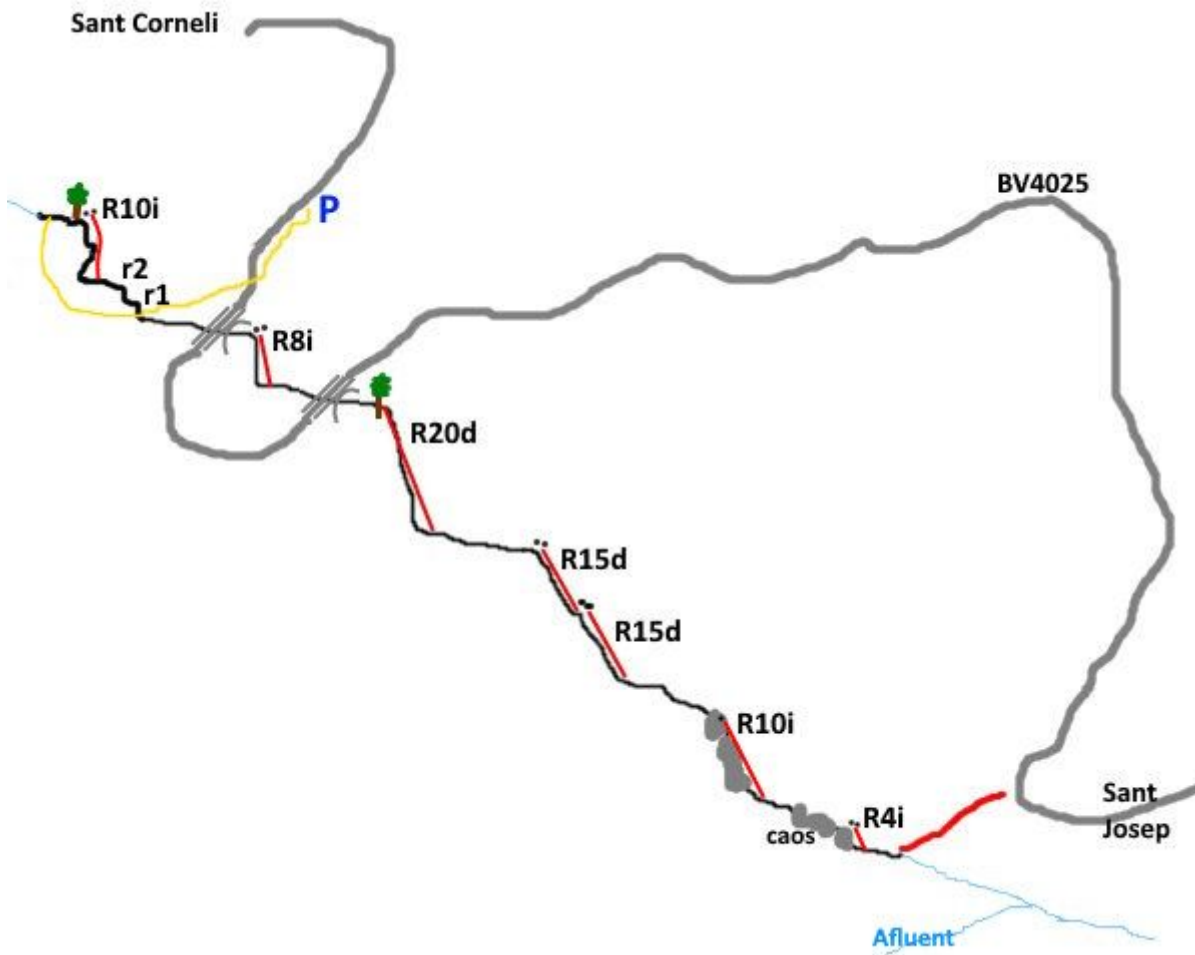 Sant Corneli
BV4025
R10i
P
r2
r1
R8i
R20d
R15d
R15d
R10i
Sant
Josep
R4i
caos
Afluent